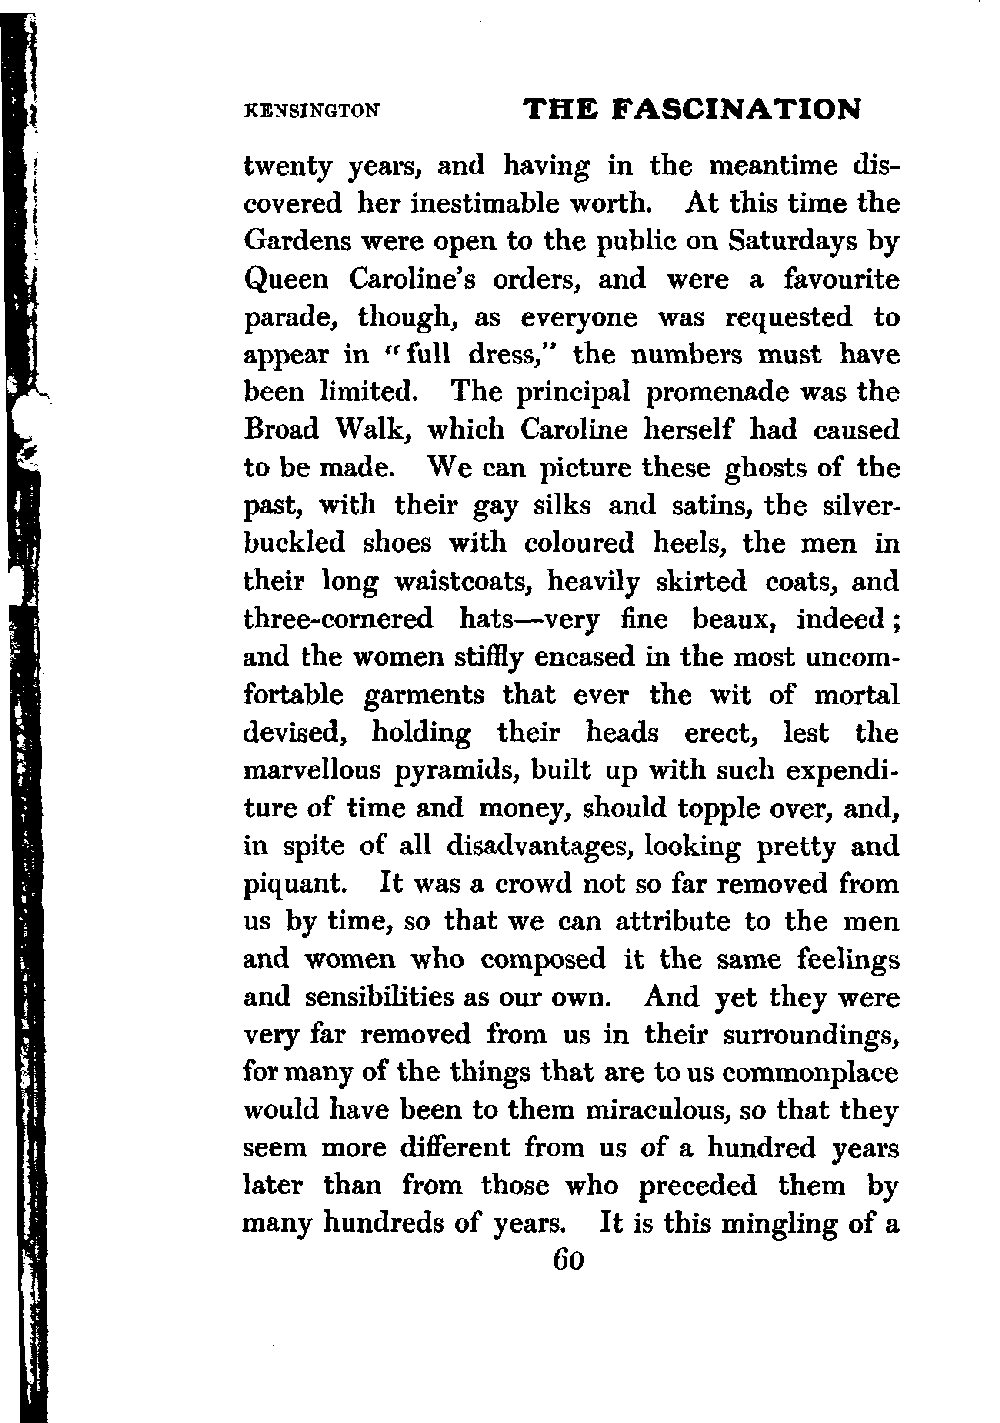 KENSINGTON THE FASCINATION
twenty years, and having in the meantime dis-
covered her inestimable worth. At this time the
Gardens were open to the public on Saturdays by
Queen Caroline's orders, and were a favourite
parade, though, as everyone was requested to
appear in "full dress," the numbers must have
been limited. The principal promenade was the
Broad Walk, which Caroline herself had caused
to be made. We can picture these ghosts of the
past, with their gay silks and satins, the silver-
buckled shoes with coloured heels, the men in
their long waistcoats, heavily skirted coats, and
three-cornered hats—very fine beaux, indeed;
and the women stiffly encased in the most uncom-
fortable garments that ever the wit of mortal
devised, holding their heads erect, lest the
marvellous pyramids, built up with such expendi-
ture of time and money, should topple over, and,
in spite of all disadvantages, looking pretty and
piquant. It was a crowd not so far removed from
us by time, so that we can attribute to the men
and women who composed it the same feelings
and sensibilities as our own. And yet they were
very far removed from us in their surroundings,
for many of the things that are to us commonplace
would have been to them miraculous, so that they
seem more different from us of a hundred years
later than from those who preceded them by
many hundreds of years. It is this mingling of a
60